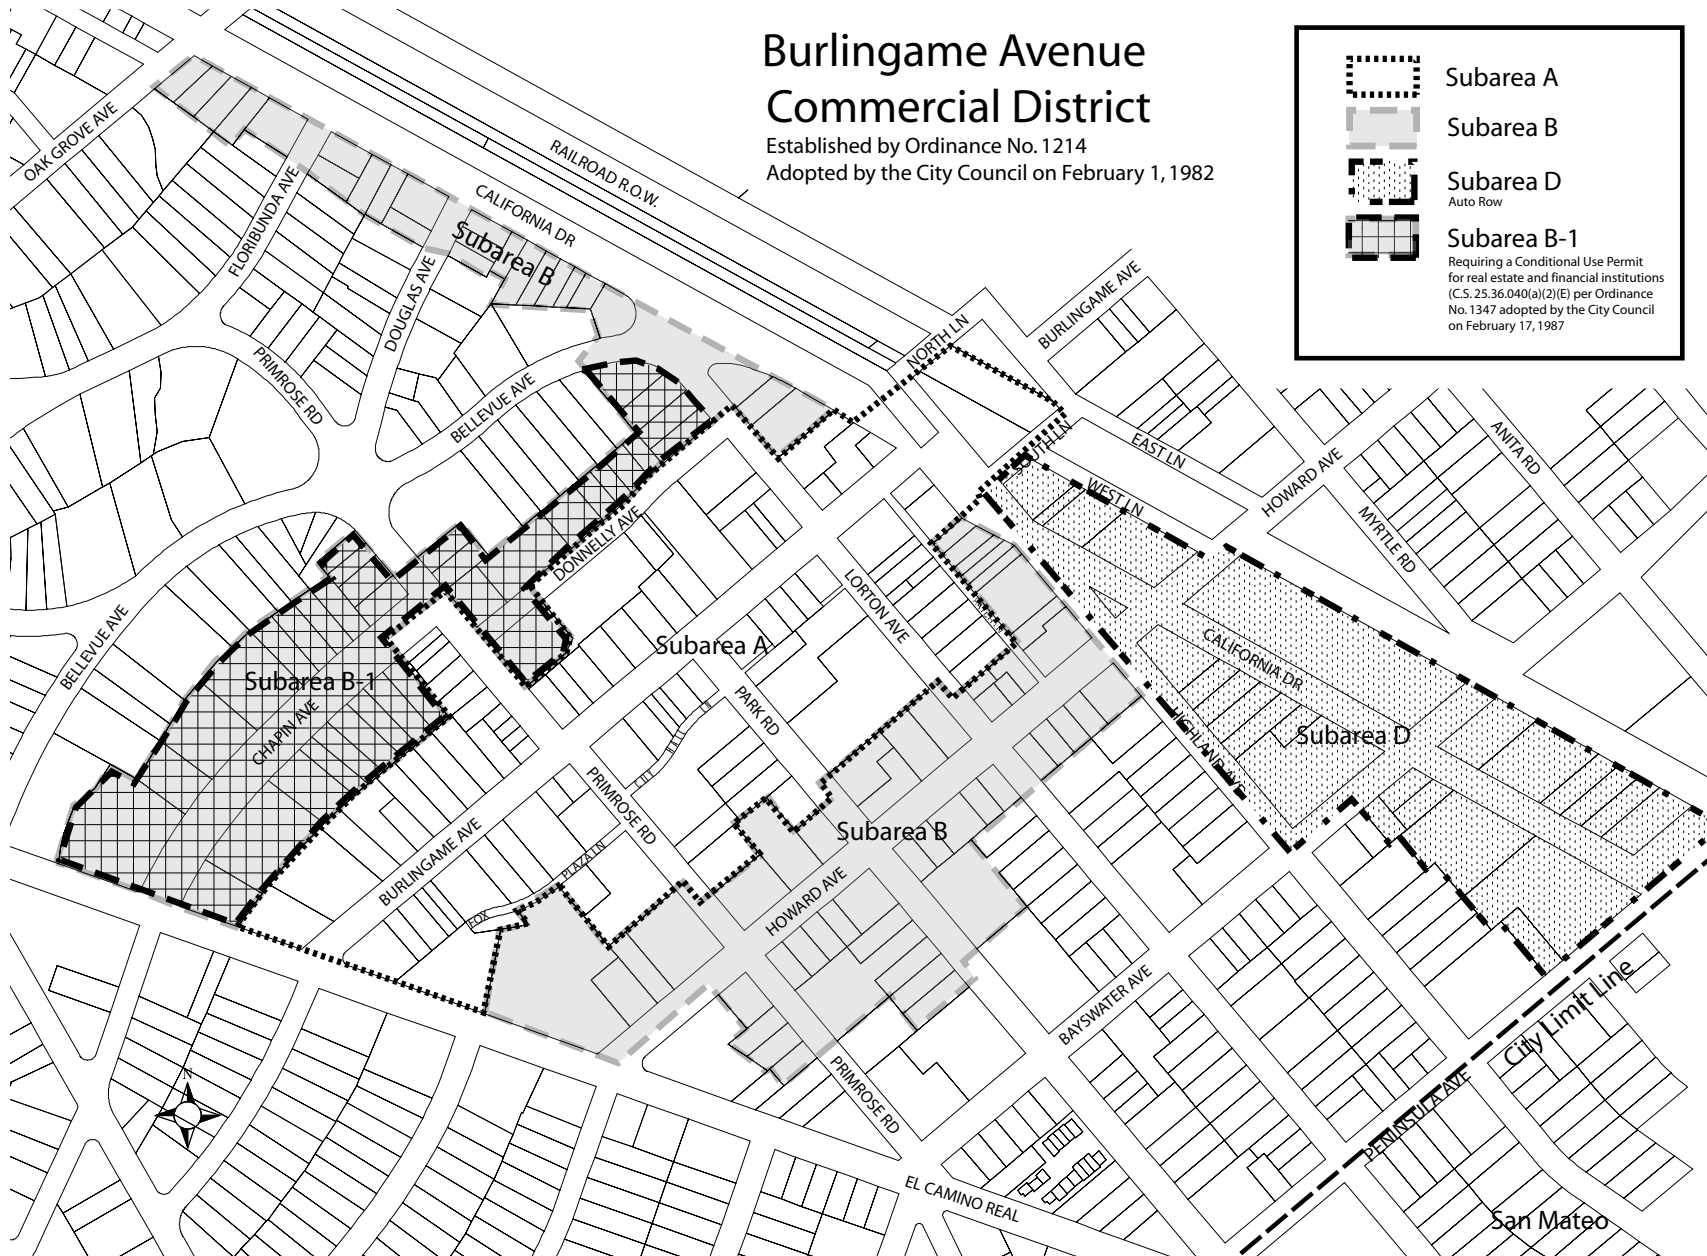 Burlingame Avenue
Commercial District
Established by Ordinance No. 1214
Adopted by the City Council on February 1, 1982
Subarea A
Subarea B
Subarea D
Auto Row
Subarea B-1
Requiring a Conditional Use Permit
for real estate and financial institutions
(C.S. 25.36.040(a)(2)(E) per Ordinance
No. 1347 adopted by the City Council
on February 17, 1987
OAK GROVE AVE
RAILROAD R.O.W.
CALIFORNIA DR
FLORIBUNDA AVE
Subarea B
DOUGLAS AVE
PRIMROSE RD
BELLEVUE AVE
NORTH LN
BURLINGAME AVE
SOUTH LN
EAST LN
WEST LN
HOWARD AVE
ANITA RD
MYRTLE RD
DONNELLY AVE
LORTON AVE
BELLEVUE AVE
Subarea A
CALIFORNIA DR
Subarea B-1
CHAPIN AVE
PARK RD
HIGHLAND AVE
Subarea D
PRIMROSE RD
BURLINGAME AVE
Subarea B
PLAZA LN
FOX
HOWARD AVE
BAYSWATER AVE
City Limit Line
N
PRIMROSE RD
PENINSULA AVE
EL CAMINO REAL
San Mateo